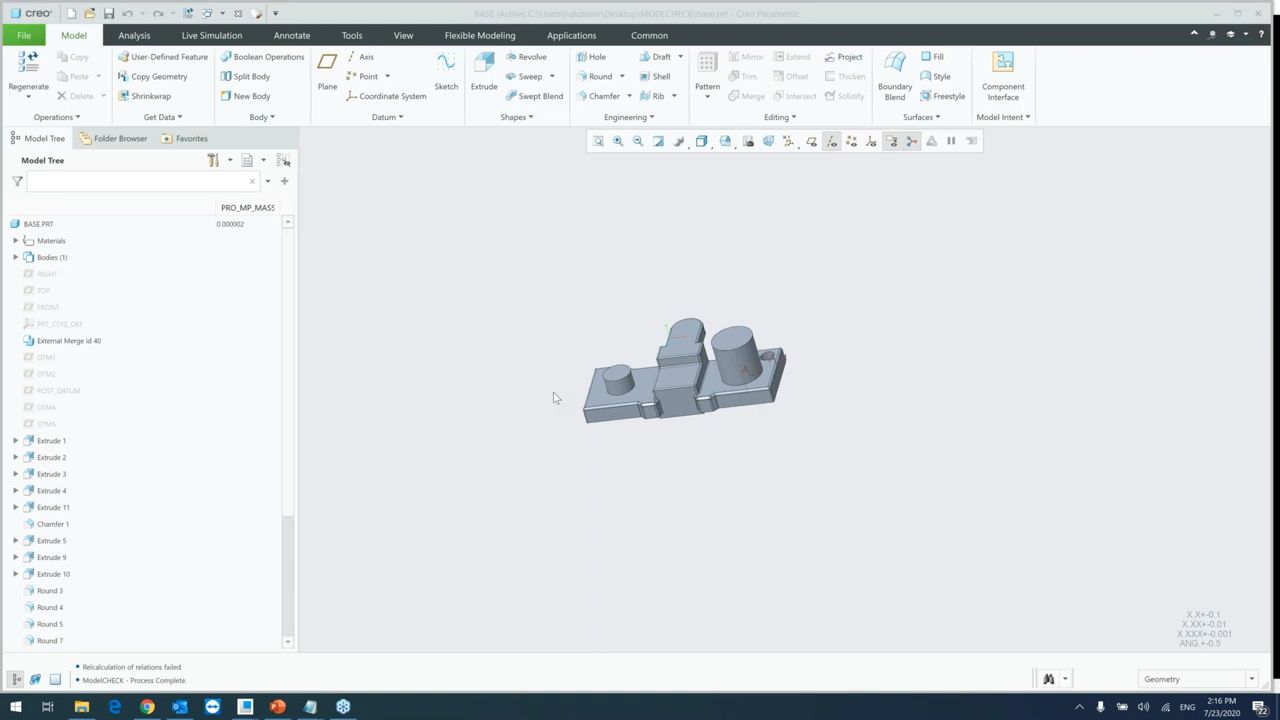 creo
BASE (Active) C:\Users\hakdemir\Desktop\MODLCHECK\base.prt - Creo Parametric
File Model Analysis Live Simulation Annotate Tools View Flexible Modeling Applications Common
Regenerate
Copy
Paste
Delete
Operations
User-Defined Feature
Copy Geometry
Shrinkwrap
Get Data
Boolean Operations
Split Body
New Body
Body
Plane
Axis
Point
Coordinate System
Sketch
Datum
Extrude
Revolve
Sweep
Swept Blend
Shapes
Hole
Round
Chamfer
Draft
Shell
Rib
Engineering
Pattern
Mirror
Trim
Merge
Extend
Offset
Intersect
Project
Thicken
Solidify
Editing
Boundary
Blend
Fill
Style
Freestyle
Surfaces
Component
Interface
Model Intent
Model Tree Folder Browser Favorites
Model Tree
PRO_MP_MASS
BASE.PRT 0.000002
Materials
Bodies (1)
RIGHT
TOP
FRONT
PRT_CSYS_DEF
External Merge id 40
DTM1
DTM2
POST_DATUM
DTM4
DTM5
Extrude 1
Extrude 2
Extrude 3
Extrude 4
Extrude 11
Chamfer 1
Extrude 5
Extrude 9
Extrude 10
Round 3
Round 4
Round 5
Round 7
X.X+-0.1
X.XX+-0.01
X.XXX+-0.001
ANG.+-0.5
Recalculation of relations failed
ModelCHECK - Process Complete.
Geometry
ENG
2:16 PM
7/23/2020
22